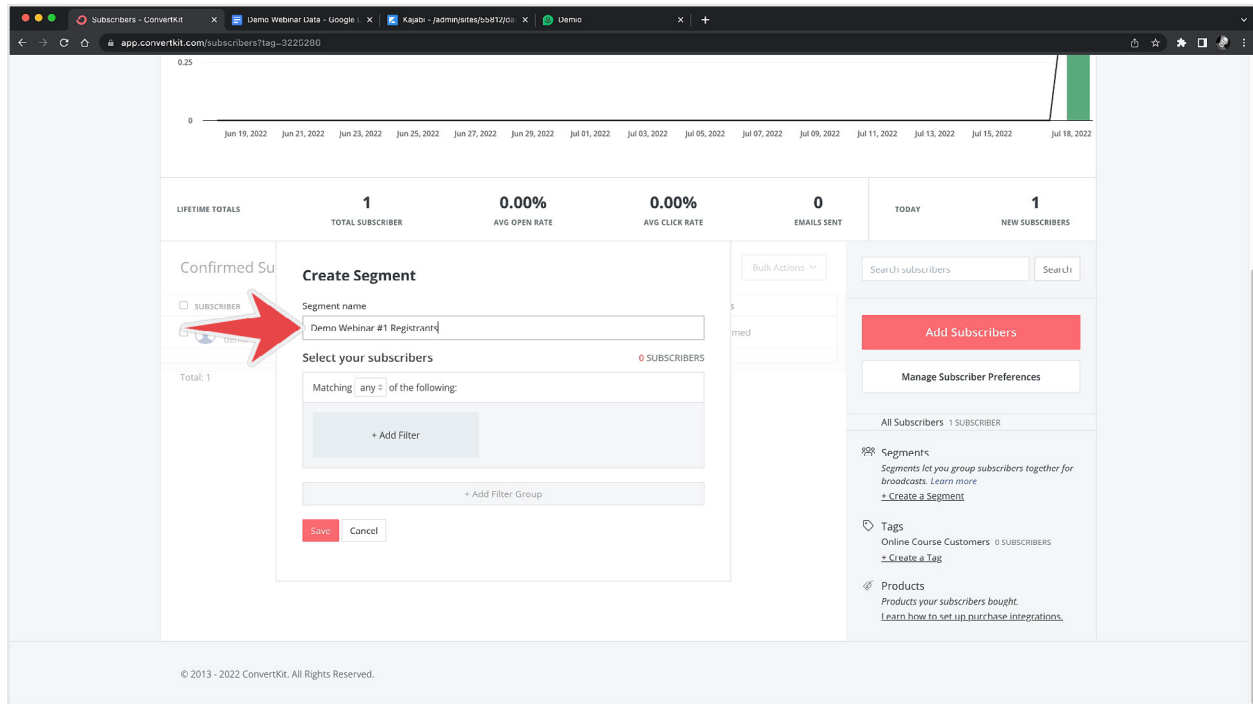 Subscribers - ConvertKit
Demo Webinar Data - Google
Kajabi - /admin/sites/55812/da
Demio
app.convertkit.com/subscribers?tag=3225286
0.25
0
Jun 19, 2022 Jun 21, 2022 Jun 23, 2022 Jun 25, 2022 Jun 27, 2022 Jun 29, 2022 Jul 01, 2022 Jul 03, 2022 Jul 05, 2022 Jul 07, 2022 Jul 09, 2022 Jul 11, 2022 Jul 13, 2022 Jul 15, 2022 Jul 18, 2022
LIFETIME TOTALS
1
TOTAL SUBSCRIBER
0.00%
AVG OPEN RATE
0.00%
AVG CLICK RATE
0
EMAILS SENT
TODAY
1
NEW SUBSCRIBERS
Confirmed Su
Bulk Actions
SUBSCRIBER
demo
Total: 1
s
med
Create Segment
Segment name
Demo Webinar #1 Registrants
Select your subscribers
0 SUBSCRIBERS
Matching any of the following:
+ Add Filter
+ Add Filter Group
Save
Cancel
Search subscribers
Search
Add Subscribers
Manage Subscriber Preferences
All Subscribers 1 SUBSCRIBER
Segments
Segments let you group subscribers together for
broadcasts. Learn more
+ Create a Segment
Tags
Online Course Customers 0 SUBSCRIBERS
+ Create a Tag
Products
Products your subscribers bought.
Learn how to set up purchase integrations.
© 2013 - 2022 ConvertKit. All Rights Reserved.